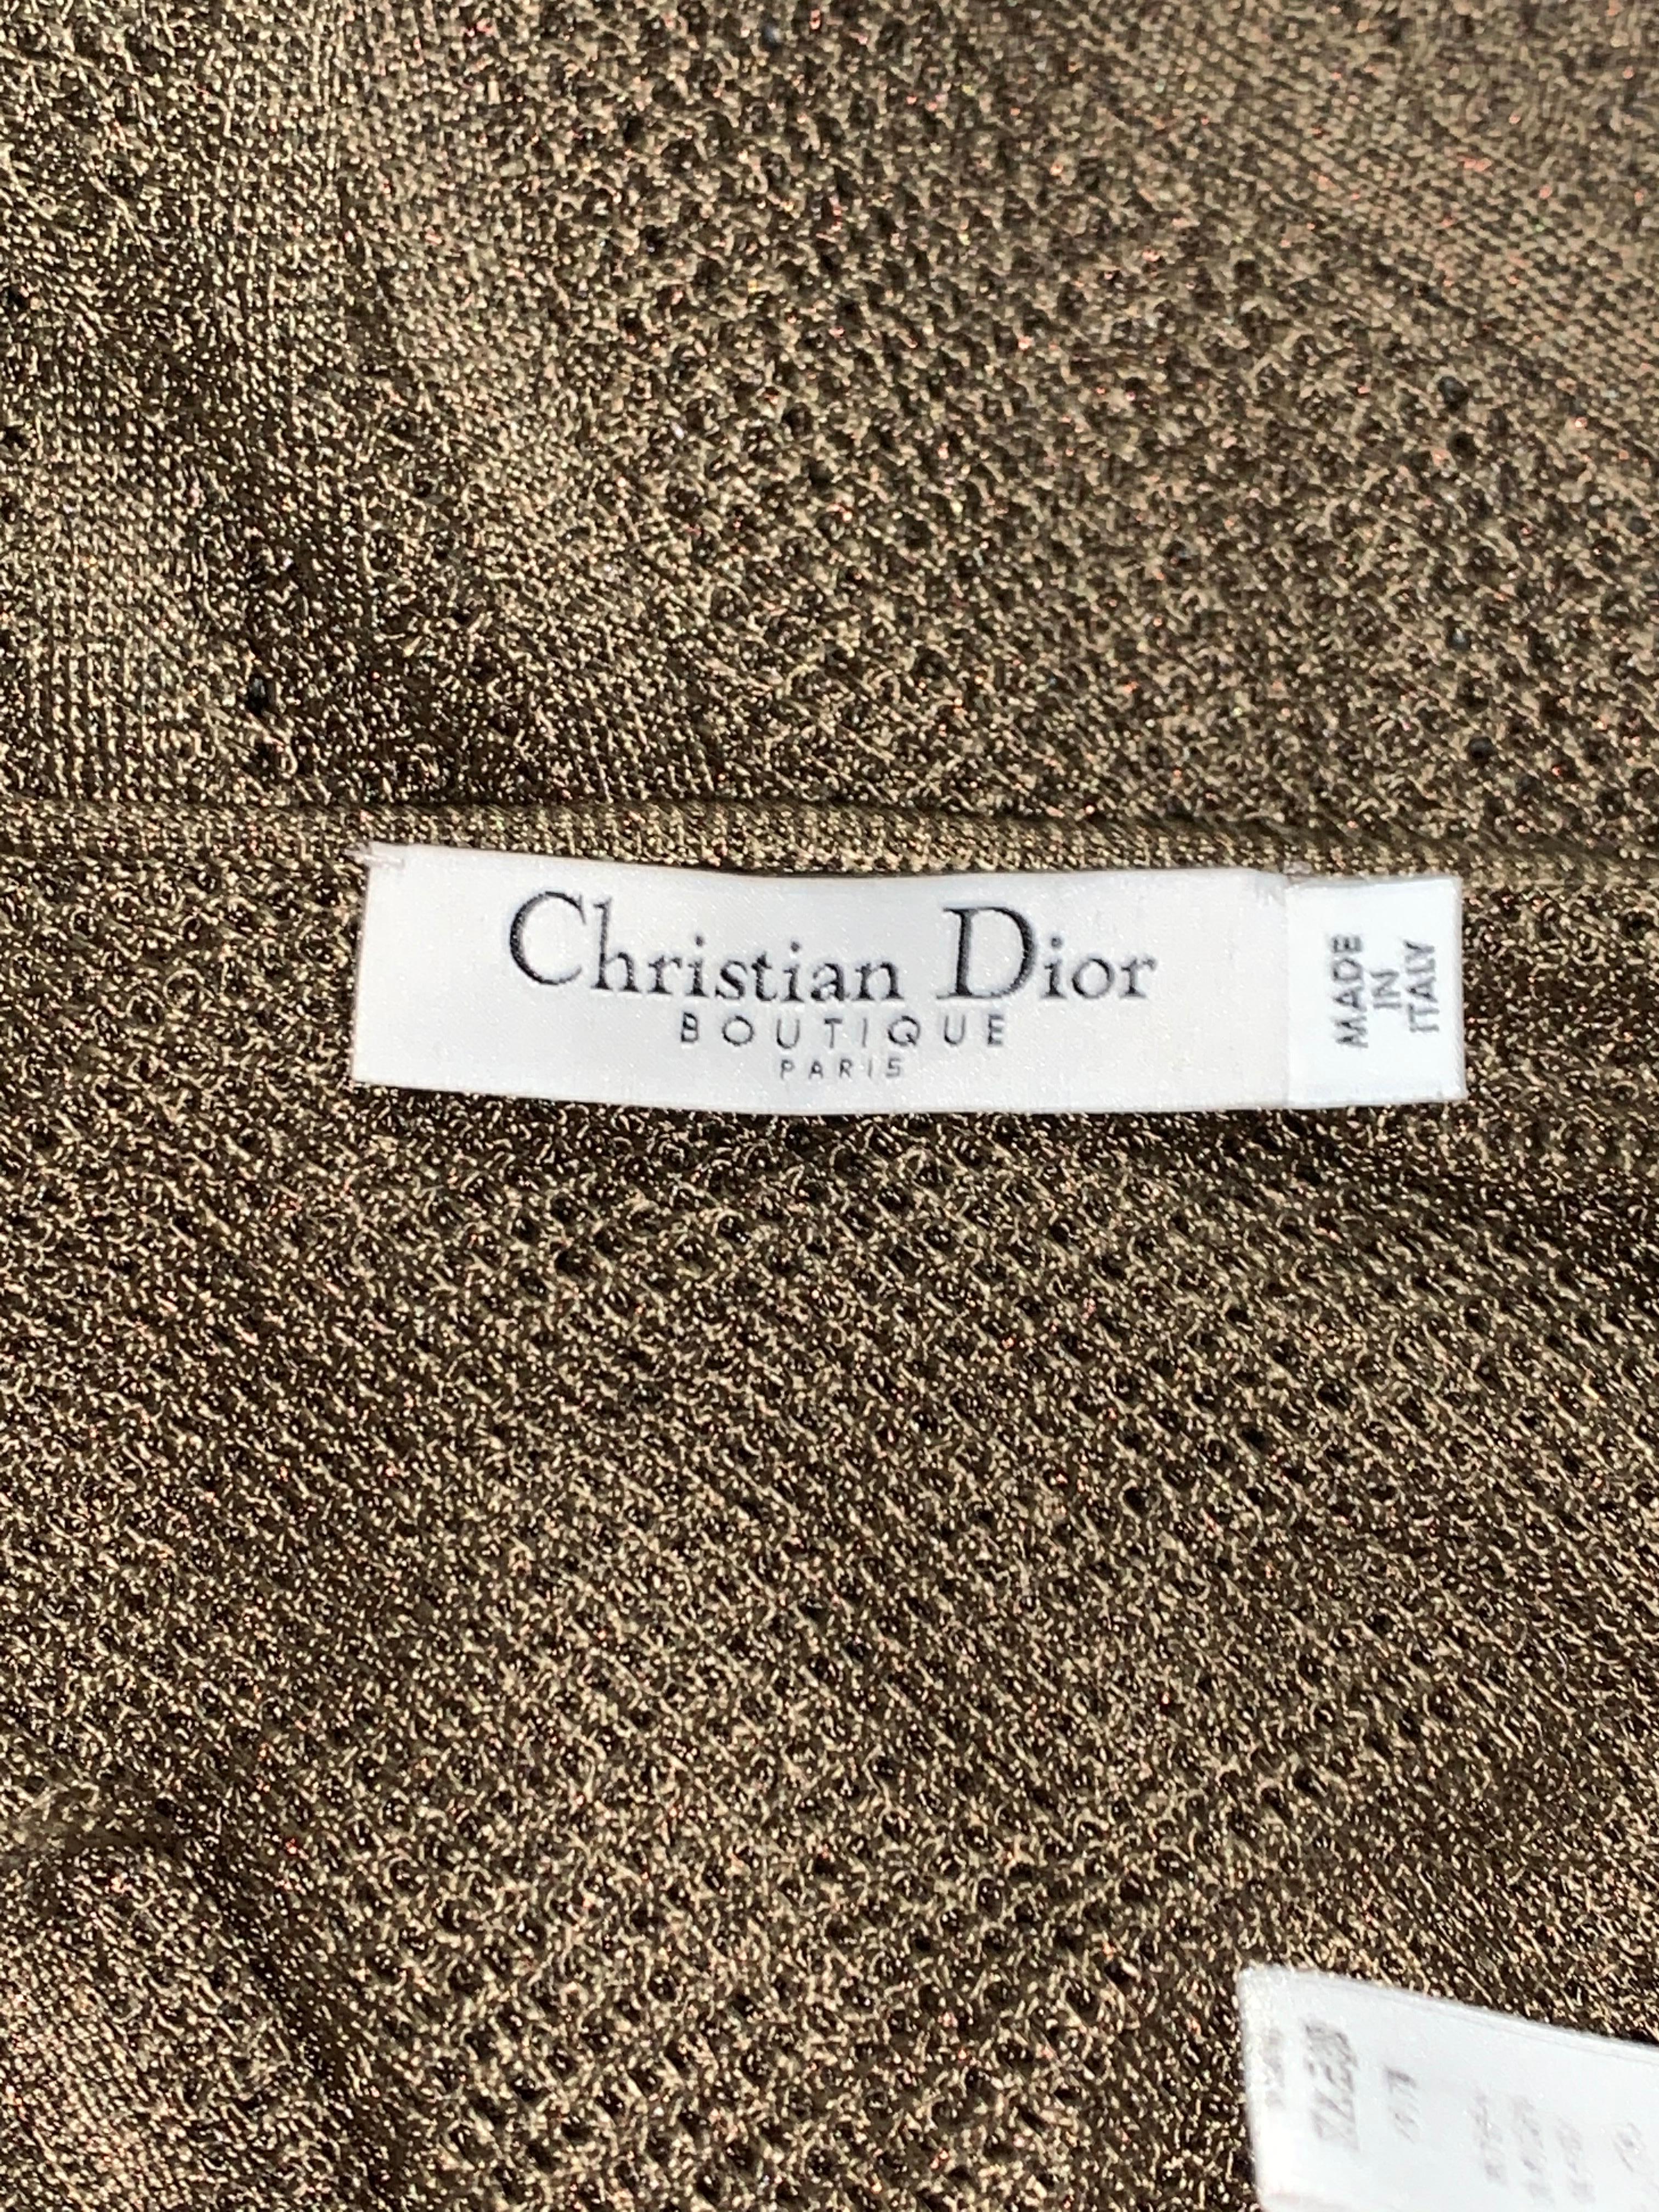 Christian Dior
BOUTIQUE
PARIS
MADE
IN
ITALY